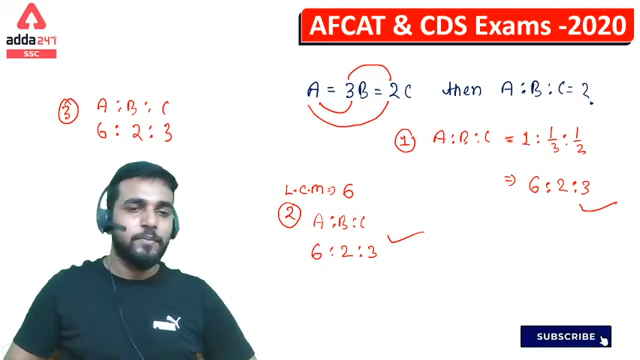 adda247
SSC
AFCAT & CDS Exams -2020
A = 3B = 2C then A:B:C = ?
③ A:B:C
6:2:3
① A:B:C = 1 : 1/3 : 1/2
⇒ 6:2:3
L.C.M ⇒ 6
② A:B:C
6:2:3
PUMA
SUBSCRIBE